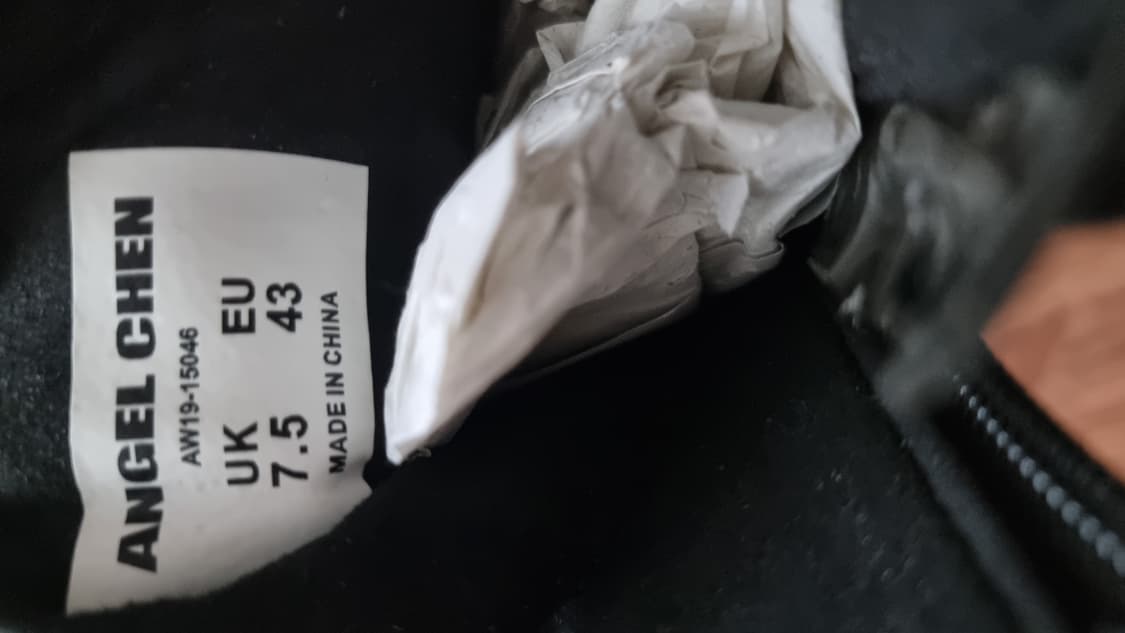 ANGEL CHEN
AW19-15046
UK EU
7.5 43
MADE IN CHINA